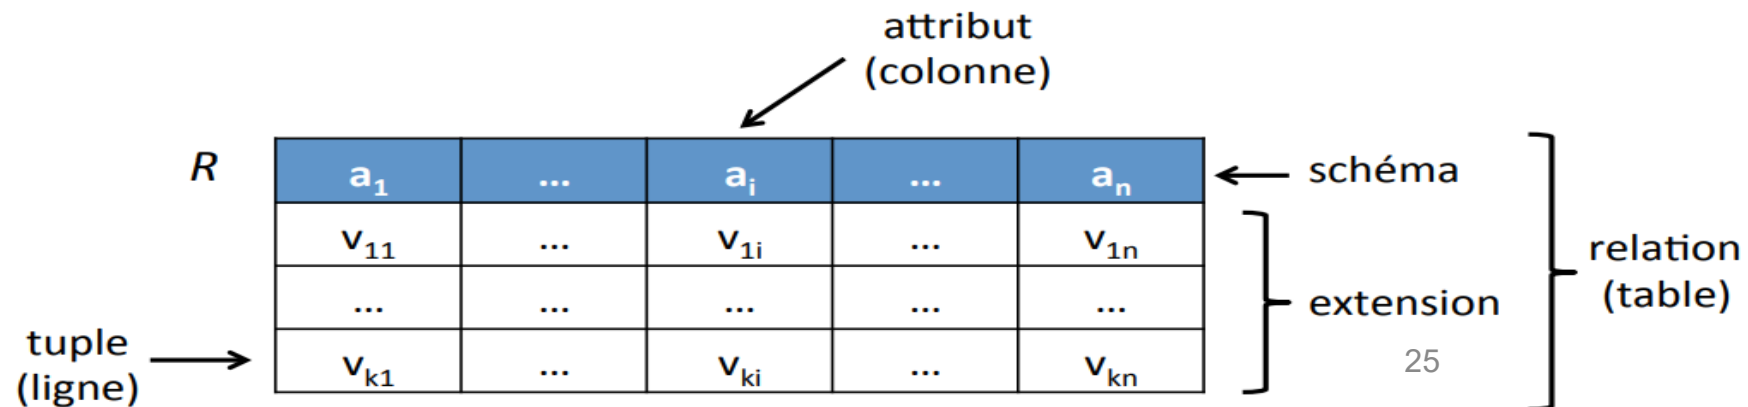 attribut
(colonne)
R
a₁ ... aᵢ ... aₙ
schéma
v₁₁ ... v₁ᵢ ... v₁ₙ
... ... ... ... ...
vₖ₁ ... vₖᵢ ... vₖₙ
extension
relation
(table)
tuple
(ligne)
25